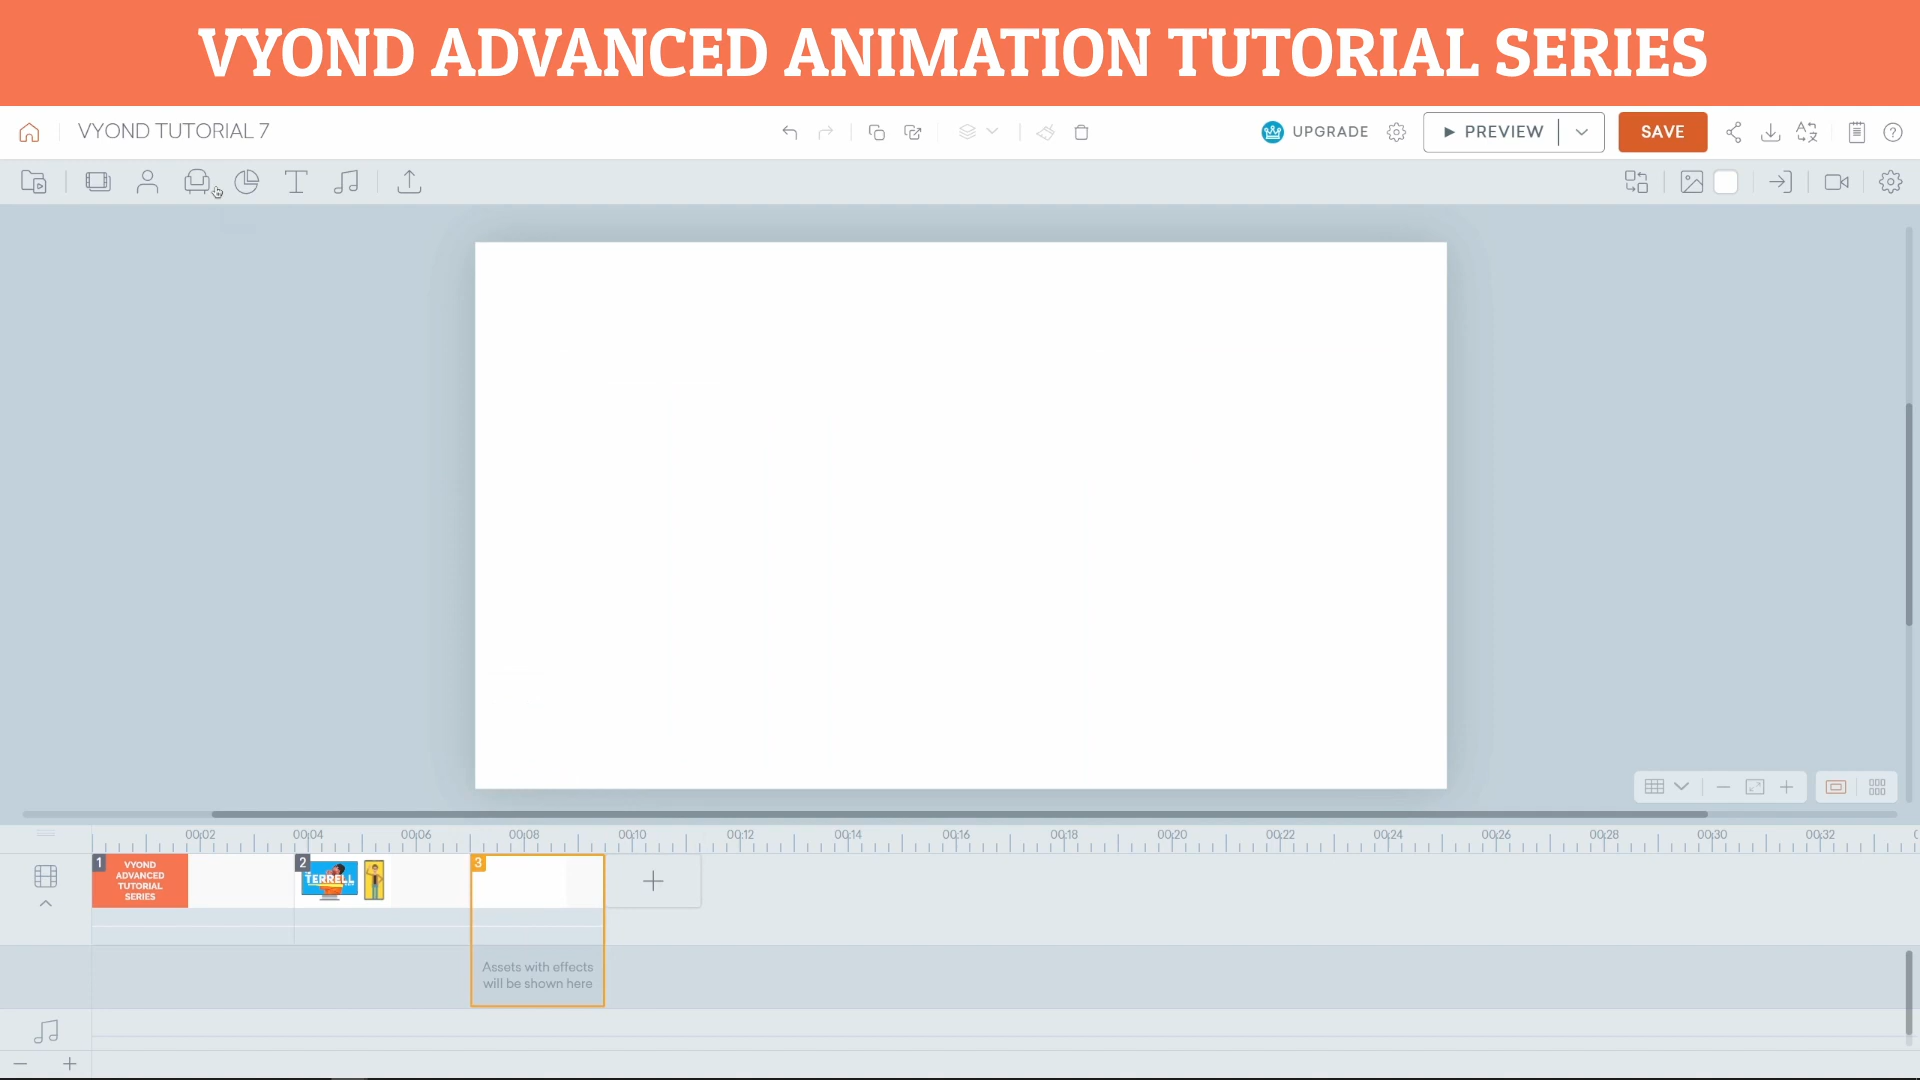 VYOND ADVANCED ANIMATION TUTORIAL SERIES
VYOND TUTORIAL 7
UPGRADE
PREVIEW
SAVE
00:02 00:04 00:06 00:08 00:10 00:12 00:14 00:16 00:18 00:20 00:22 00:24 00:26 00:28 00:30 00:32
1
VYOND
ADVANCED
TUTORIAL
SERIES
2
TERRELL
3
Assets with effects
will be shown here